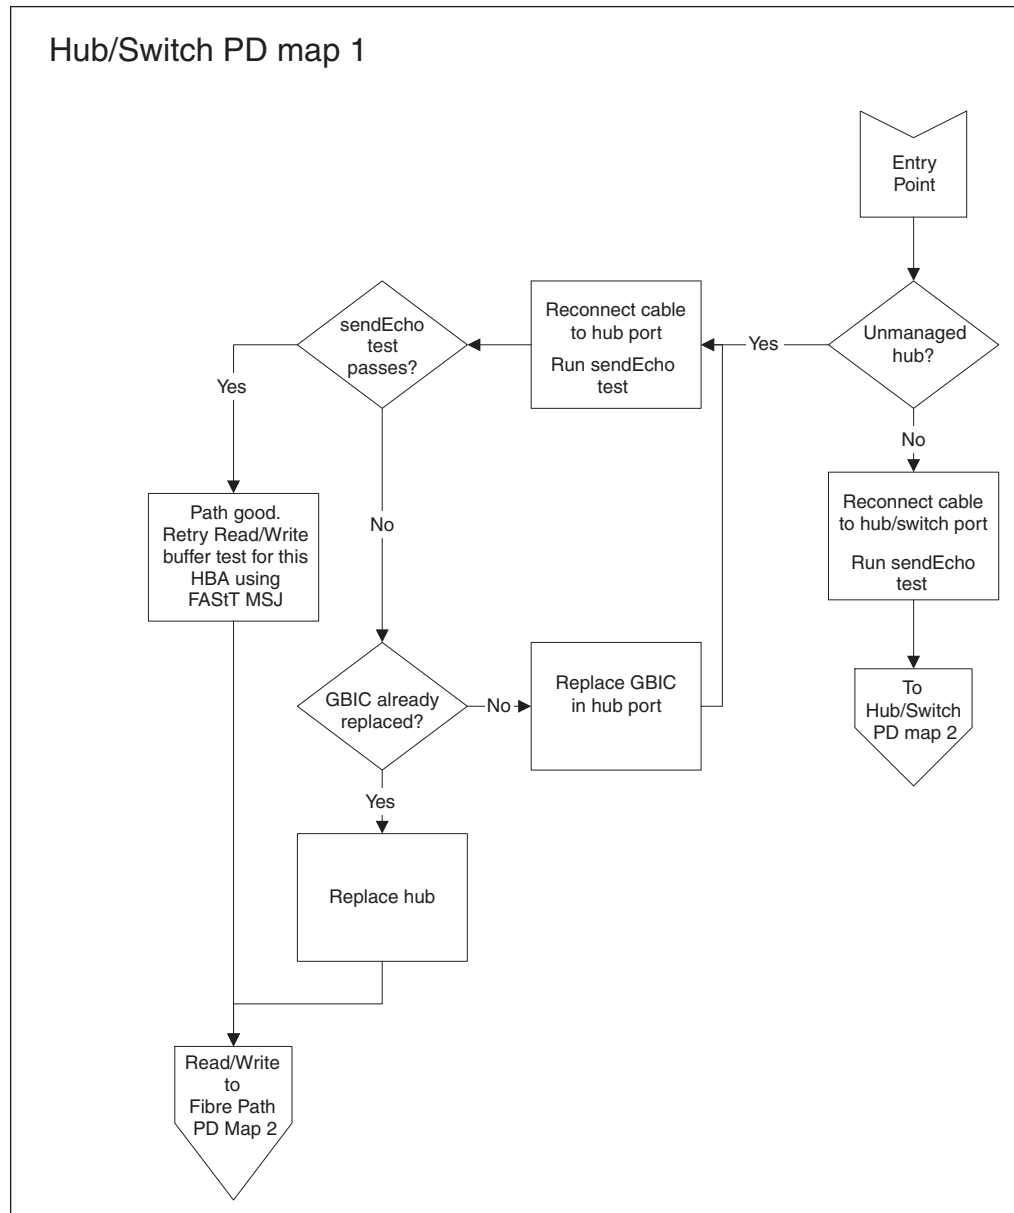 Hub/Switch PD map 1
Entry
Point
Unmanaged
hub?
Yes
Reconnect cable
to hub port
Run sendEcho
test
sendEcho
test
passes?
Yes
No
No
Reconnect cable
to hub/switch port
Run sendEcho
test
Path good.
Retry Read/Write
buffer test for this
HBA using
FAStT MSJ
GBIC already
replaced?
No
Replace GBIC
in hub port
To
Hub/Switch
PD map 2
Yes
Replace hub
Read/Write
to
Fibre Path
PD Map 2